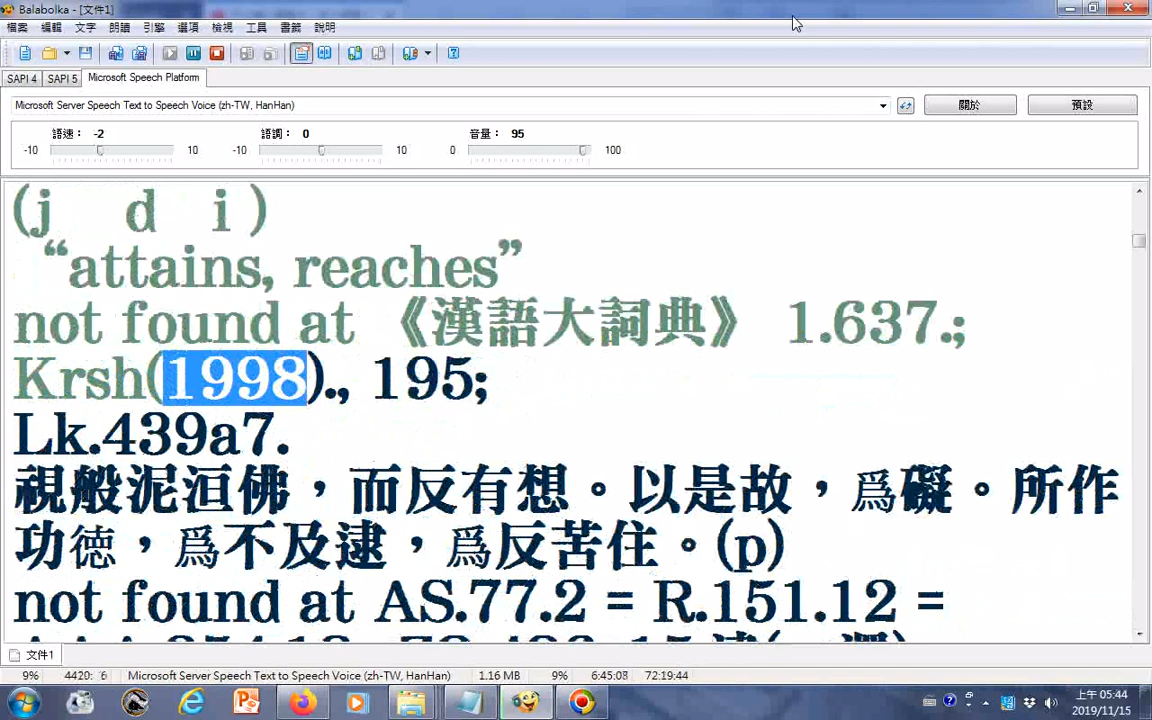 Balabolka - [文件1]
檔案 編輯 文字 朗讀 引擎 選項 檢視 工具 書籤 說明
SAPI 4 SAPI 5 Microsoft Speech Platform
Microsoft Server Speech Text to Speech Voice (zh-TW, HanHan) 關於 預設
語速： -2 語調： 0 音量： 95
-10 10 -10 10 0 100
(j d i )
“attains, reaches”
not found at 《漢語大詞典》 1.637.;
Krsh(1998)., 195;
Lk.439a7.
視般泥洹佛，而反有想。以是故，爲礙。所作
功徳，爲不及逮，爲反苦住。(p)
not found at AS.77.2 = R.151.12 =
文件1
9% 4420: 6 Microsoft Server Speech Text to Speech Voice (zh-TW, HanHan) 1.16 MB 9% 6:45:08 72:19:44
上午 05:44
2019/11/15